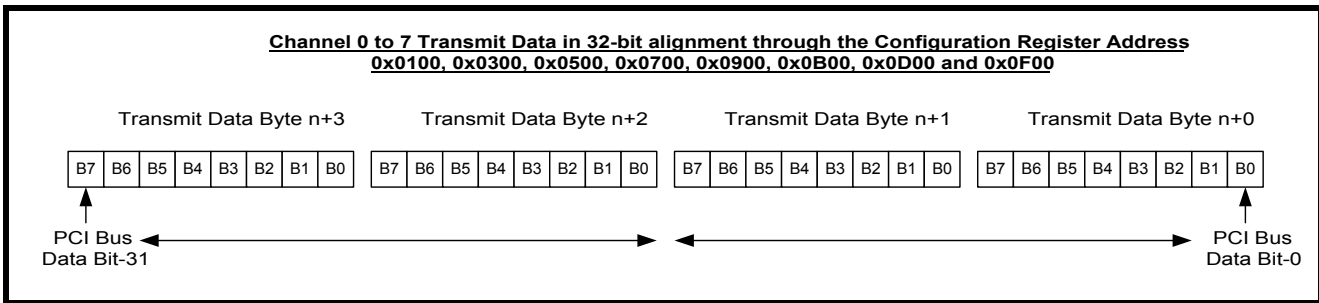 Channel 0 to 7 Transmit Data in 32-bit alignment through the Configuration Register Address
0x0100, 0x0300, 0x0500, 0x0700, 0x0900, 0x0B00, 0x0D00 and 0x0F00
Transmit Data Byte n+3 Transmit Data Byte n+2 Transmit Data Byte n+1 Transmit Data Byte n+0
B7 B6 B5 B4 B3 B2 B1 B0 B7 B6 B5 B4 B3 B2 B1 B0 B7 B6 B5 B4 B3 B2 B1 B0 B7 B6 B5 B4 B3 B2 B1 B0
PCI Bus PCI Bus
Data Bit-31 Data Bit-0